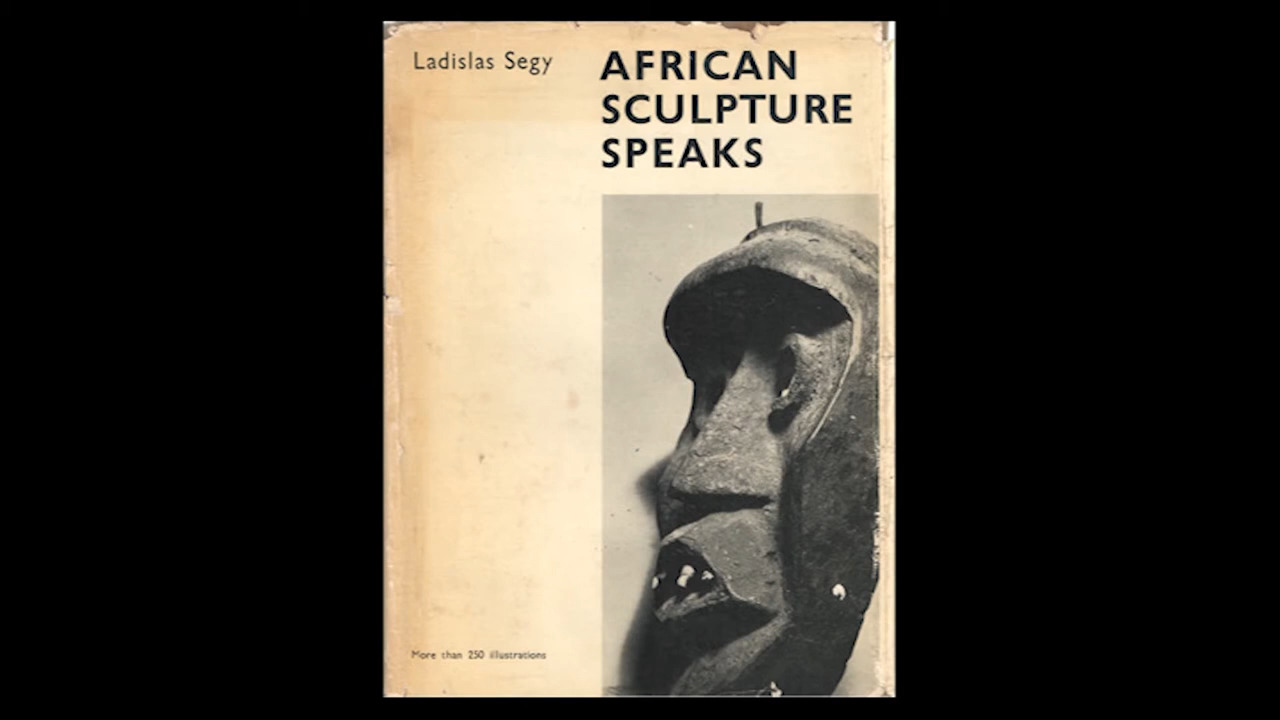 Ladislas Segy
AFRICAN
SCULPTURE
SPEAKS
More than 250 illustrations